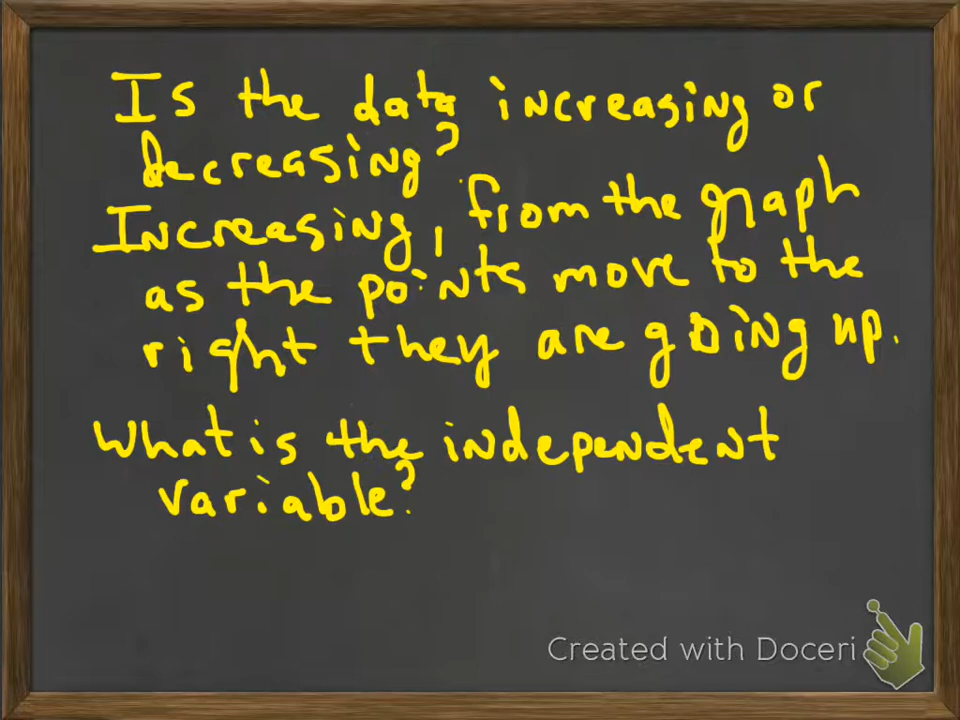 Is the data increasing or
decreasing?
Increasing, from the graph
as the points move to the
right they are going up.
What is the independent
variable?
Created with Doceri